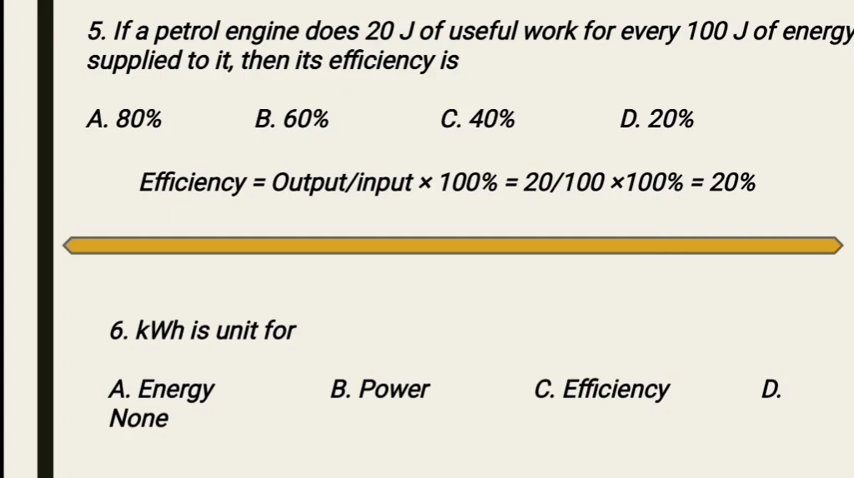 5. If a petrol engine does 20 J of useful work for every 100 J of energy
supplied to it, then its efficiency is
A. 80% B. 60% C. 40% D. 20%
Efficiency = Output/input × 100% = 20/100 ×100% = 20%
6. kWh is unit for
A. Energy B. Power C. Efficiency D.
None